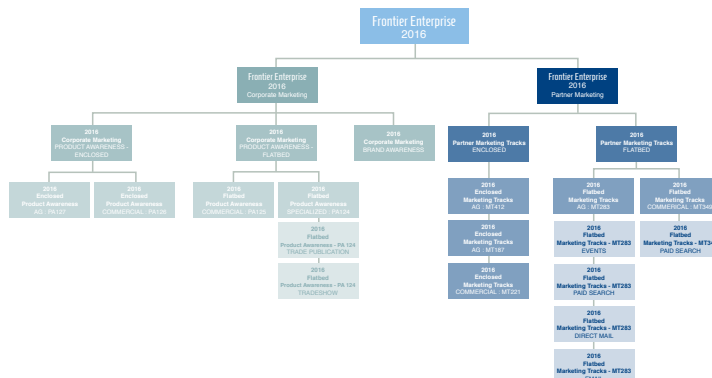 Frontier Enterprise
2016
Frontier Enterprise
2016
Corporate Marketing
Frontier Enterprise
2016
Partner Marketing
2016
Corporate Marketing
PRODUCT AWARENESS -
ENCLOSED
2016
Corporate Marketing
PRODUCT AWARENESS -
FLATBED
2016
Corporate Marketing
BRAND AWARENESS
2016
Partner Marketing Tracks
ENCLOSED
2016
Partner Marketing Tracks
FLATBED
2016
Enclosed
Product Awareness
AG : PA127
2016
Enclosed
Product Awareness
COMMERCIAL : PA126
2016
Flatbed
Product Awareness
COMMERCIAL : PA125
2016
Flatbed
Product Awareness
SPECIALIZED : PA124
2016
Flatbed
Product Awareness - PA 124
TRADE PUBLICATION
2016
Flatbed
Product Awareness - PA 124
TRADESHOW
2016
Enclosed
Marketing Tracks
AG : MT412
2016
Enclosed
Marketing Tracks
AG : MT187
2016
Enclosed
Marketing Tracks
COMMERCIAL : MT221
2016
Flatbed
Marketing Tracks
AG : MT283
2016
Flatbed
Marketing Tracks - MT283
EVENTS
2016
Flatbed
Marketing Tracks - MT283
PAID SEARCH
2016
Flatbed
Marketing Tracks - MT283
DIRECT MAIL
2016
Flatbed
Marketing Tracks - MT283
2016
Flatbed
Marketing Tracks
COMMERICAL : MT349
2016
Flatbed
Marketing Tracks - MT34
PAID SEARCH